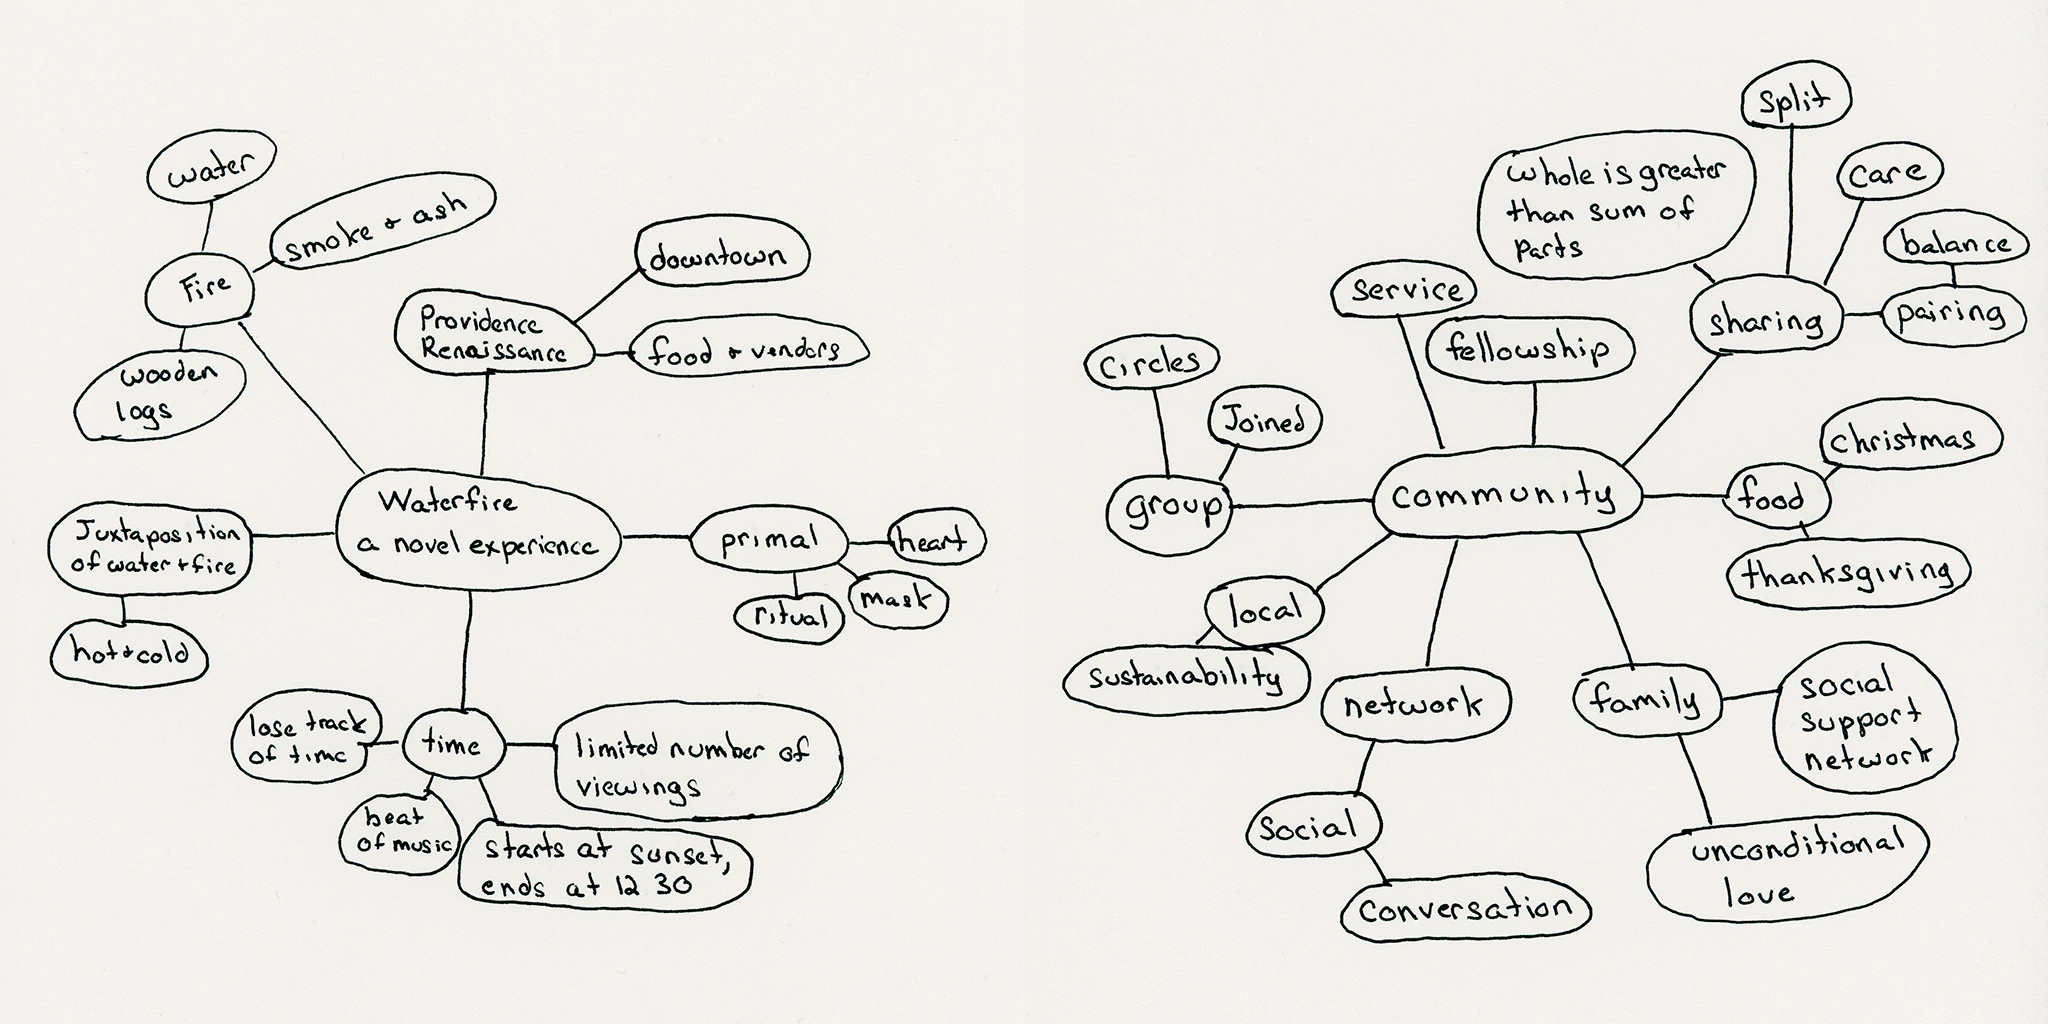 water
smoke + ash
Fire
wooden
logs
Providence
Renaissance
downtown
food + vendors
Waterfire
a novel experience
Juxtaposition
of water + fire
hot + cold
primal
heart
mask
ritual
time
lose track
of time
beat
of music
starts at sunset,
ends at 12 30
limited number of
viewings
split
whole is greater
than sum of
parts
care
balance
pairing
sharing
service
fellowship
circles
Joined
group
community
food
christmas
thanksgiving
local
sustainability
network
social
conversation
family
social
support
network
unconditional
love